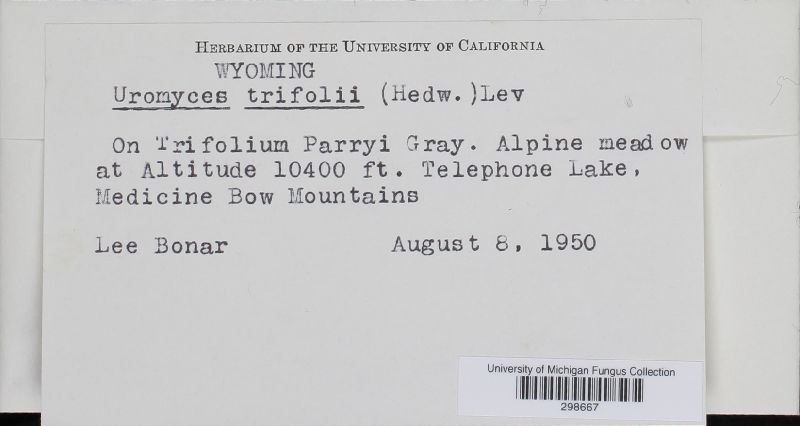 HERBARIUM OF THE UNIVERSITY OF CALIFORNIA
WYOMING
Uromyces trifolii (Hedw.)Lev
On Trifolium Parryi Gray. Alpine meadow
at Altitude 10400 ft. Telephone Lake,
Medicine Bow Mountains
Lee Bonar August 8, 1950
University of Michigan Fungus Collection
298667